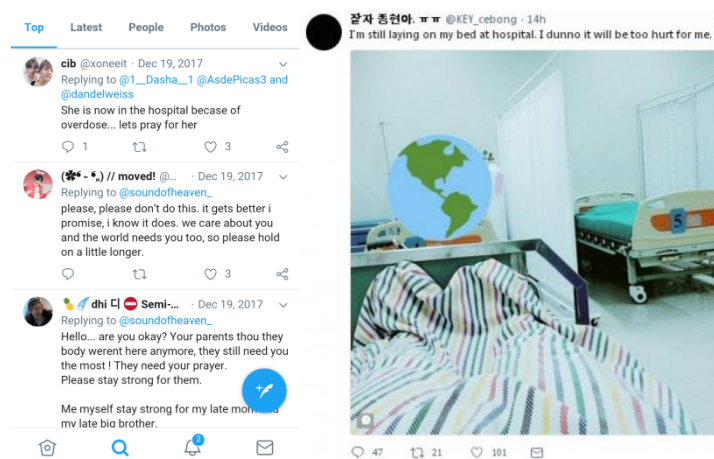 Top Latest People Photos Videos
cib @xoneeit · Dec 19, 2017
Replying to @1__Dasha__1 @AsdePicas3 and
@dandelweiss
She is now in the hospital becase of
overdose... lets pray for her
1 3
// moved! @... · Dec 19, 2017
Replying to @soundofheaven_
please, please don't do this. it gets better i
promise, i know it does. we care about you
and the world needs you too, so please hold
on a little longer.
3
dhi 디 Semi-... · Dec 19, 2017
Replying to @soundofheaven_
Hello... are you okay? Your parents thou they
body werent here anymore, they still need you
the most ! They need your prayer.
Please stay strong for them.
Me myself stay strong for my late mom and
my late big brother.
2
잘자 종현아. ㅠㅠ @KEY_cebong · 14h
I'm still laying on my bed at hospital. I dunno it will be too hurt for me.
5
47 21 101